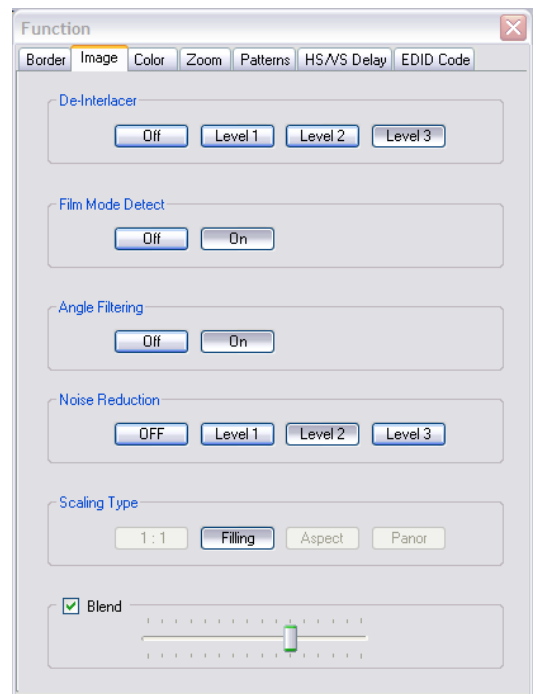 Function
Border Image Color Zoom Patterns HS/VS Delay EDID Code
De-Interlacer
Off Level 1 Level 2 Level 3
Film Mode Detect
Off On
Angle Filtering
Off On
Noise Reduction
OFF Level 1 Level 2 Level 3
Scaling Type
1 : 1 Filling Aspect Panor
Blend